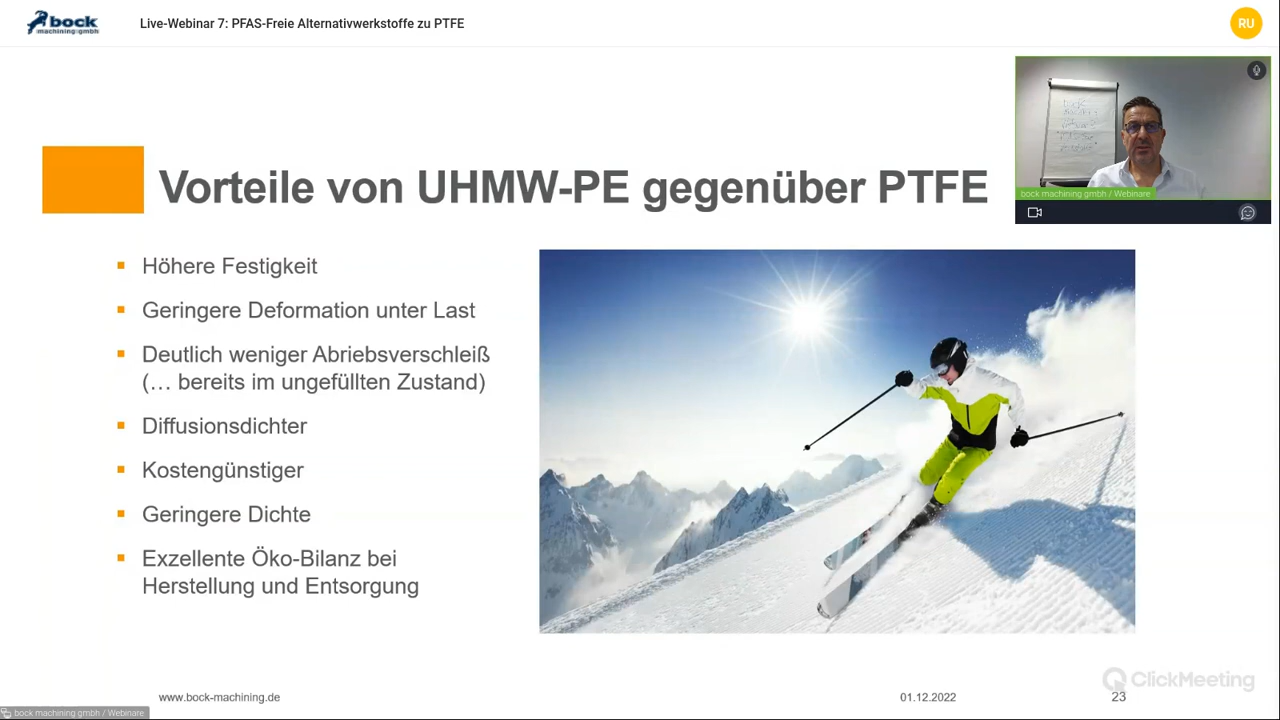 bock
machining gmbh
Live-Webinar 7: PFAS-Freie Alternativwerkstoffe zu PTFE
RU
bock machining gmbh / Webinare
Vorteile von UHMW-PE gegenüber PTFE
Höhere Festigkeit
Geringere Deformation unter Last
Deutlich weniger Abriebsverschleiß
(… bereits im ungefüllten Zustand)
Diffusionsdichter
Kostengünstiger
Geringere Dichte
Exzellente Öko-Bilanz bei
Herstellung und Entsorgung
ClickMeeting
www.bock-machining.de
01.12.2022
23
bock machining gmbh / Webinare